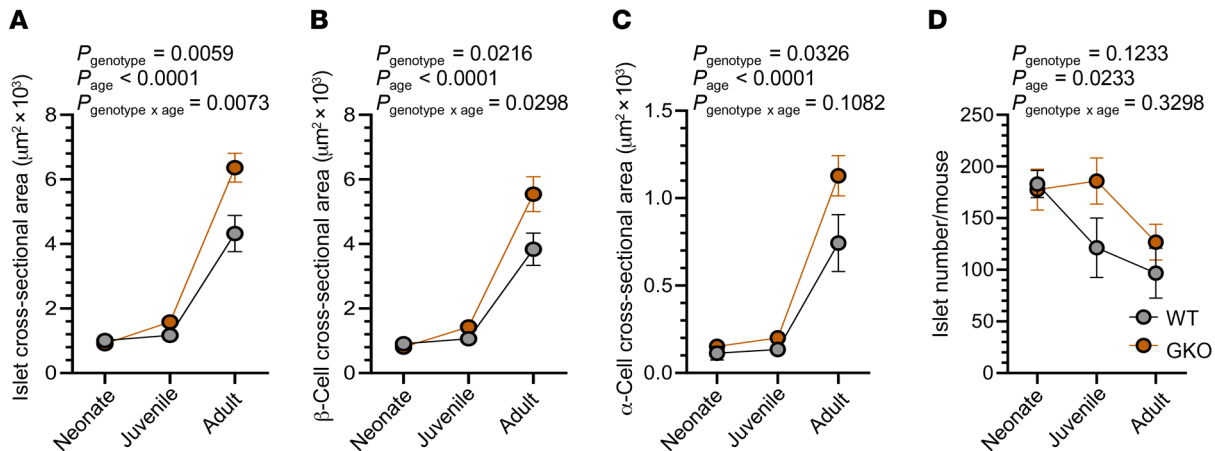 A
P genotype = 0.0059
P age < 0.0001
P genotype x age = 0.0073
Islet cross-sectional area (μm² × 10³)
8
6
4
2
0
Neonate
Juvenile
Adult
B
P genotype = 0.0216
P age < 0.0001
P genotype x age = 0.0298
β-Cell cross-sectional area (μm² × 10³)
8
6
4
2
0
Neonate
Juvenile
Adult
C
P genotype = 0.0326
P age < 0.0001
P genotype x age = 0.1082
α-Cell cross-sectional area (μm² × 10³)
1.5
1.0
0.5
0.0
Neonate
Juvenile
Adult
D
P genotype = 0.1233
P age = 0.0233
P genotype x age = 0.3298
Islet number/mouse
250
200
150
100
50
0
Neonate
Juvenile
Adult
WT
GKO